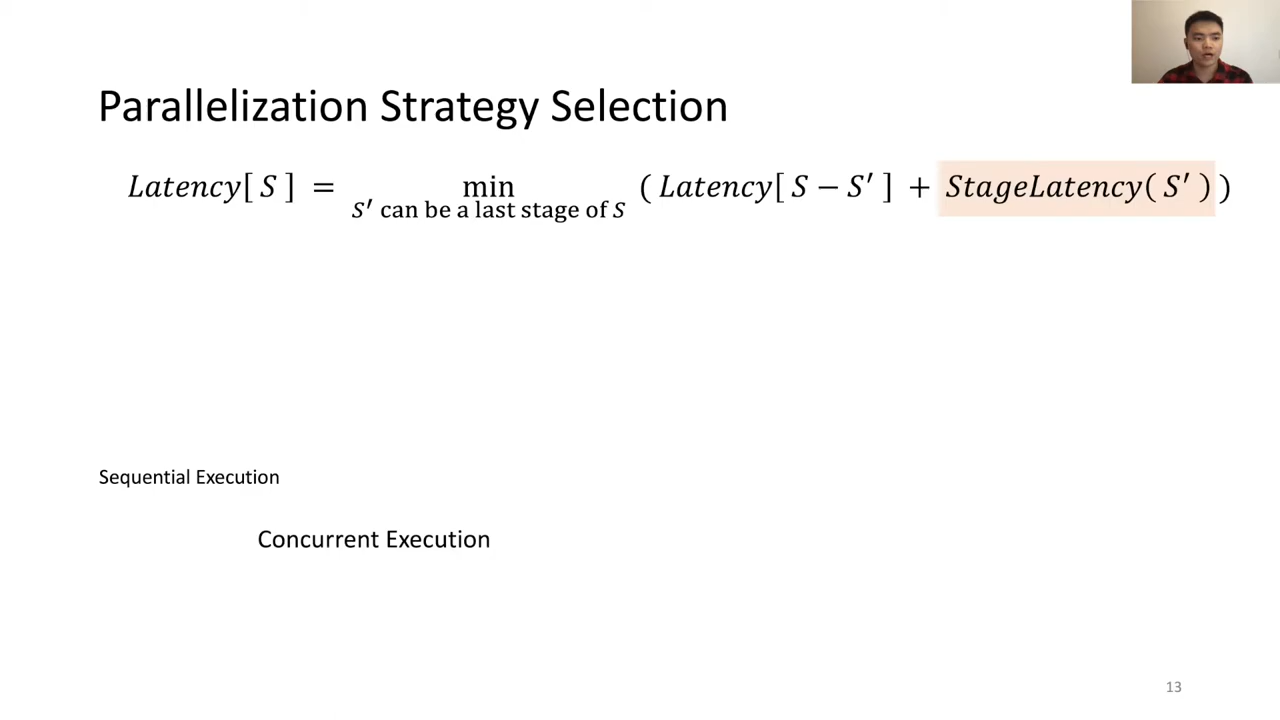 Parallelization Strategy Selection
Latency[ S ] = min ( Latency[ S − S′ ] + StageLatency( S′ ) )
S′ can be a last stage of S
Sequential Execution
Concurrent Execution
13